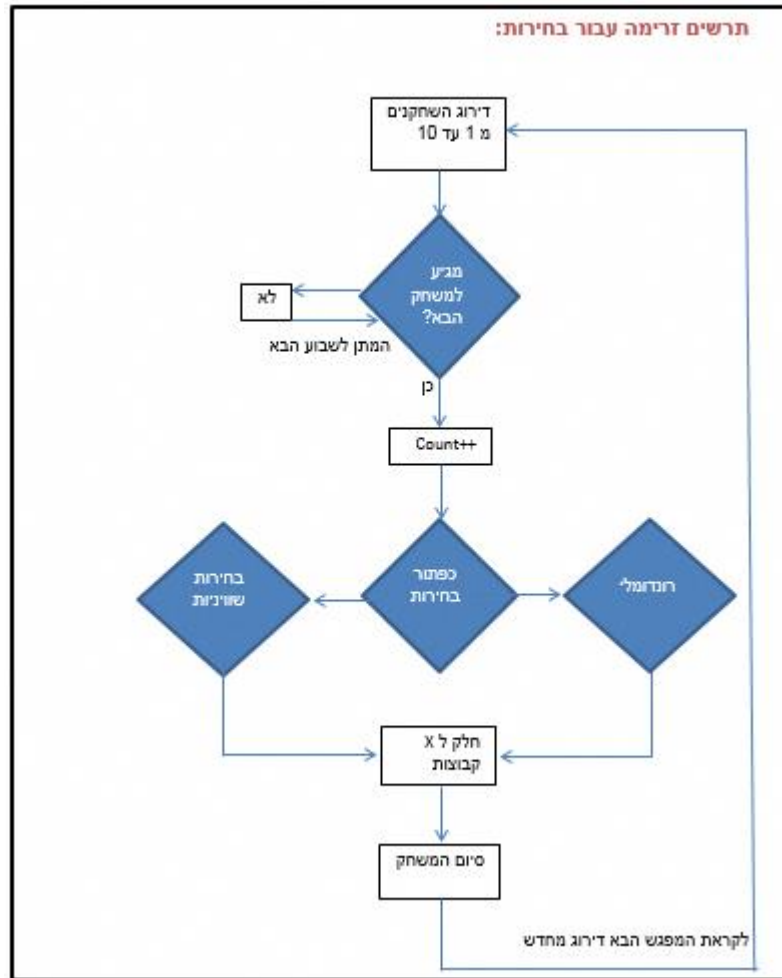 תרשים זרימה עבור בחירות:
דירוג השחקנים
מ 1 עד 10
מגיע
למשחק
הבא?
לא
המתן לשבוע הבא
כן
Count++
רונדומלי
כפתור
בחירות
בחירות
שוויניות
חלק ל X
קבוצות
סיום המשחק
לקראת המפגש הבא דירוג מחדש